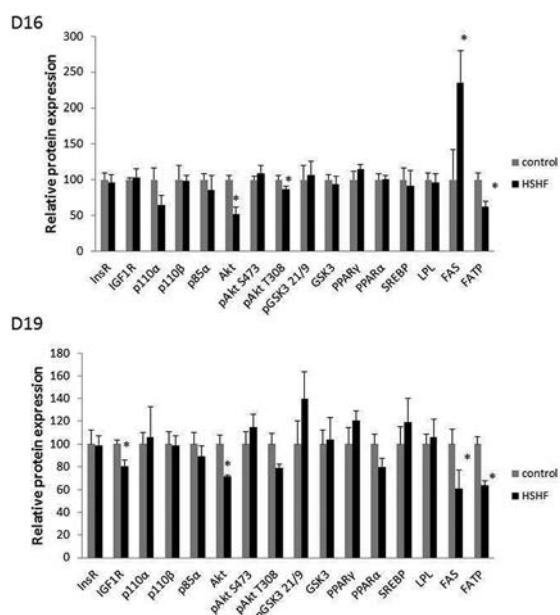 D16
Relative protein expression
300
250
200
150
100
50
0
*
*
*
*
control
HSHF
InsR
IGF1R
p110α
p110β
p85α
Akt
pAkt S473
pAkt T308
pGSK3 21/9
GSK3
PPARγ
PPARα
SREBP
LPL
FAS
FATP
D19
Relative protein expression
180
160
140
120
100
80
60
40
20
0
*
*
*
*
control
HSHF
InsR
IGF1R
p110α
p110β
p85α
Akt
pAkt S473
pAkt T308
pGSK3 21/9
GSK3
PPARγ
PPARα
SREBP
LPL
FAS
FATP